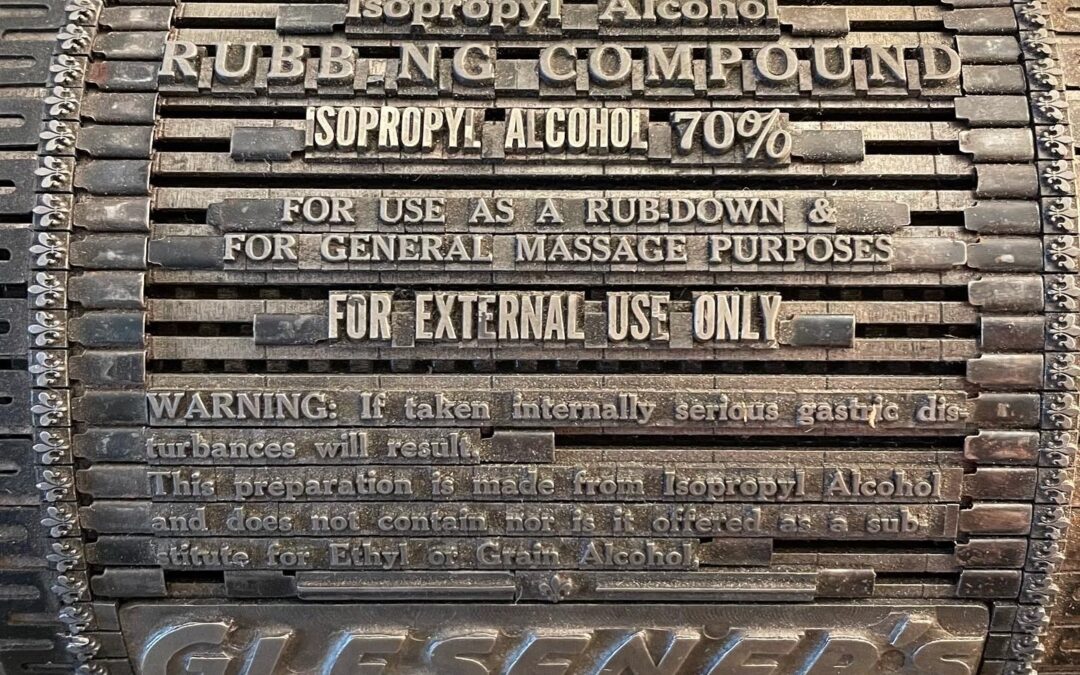 Isopropyl Alcohol
RUBB NG COMPOUND
ISOPROPYL ALCOHOL 70%
FOR USE AS A RUB-DOWN &
FOR GENERAL MASSAGE PURPOSES
FOR EXTERNAL USE ONLY
WARNING: If taken internally serious gastric dis-
turbances will result.
This preparation is made from Isopropyl Alcohol
and does not contain nor is it offered as a sub-
stitute for Ethyl or Grain Alcohol
GLESENER'S